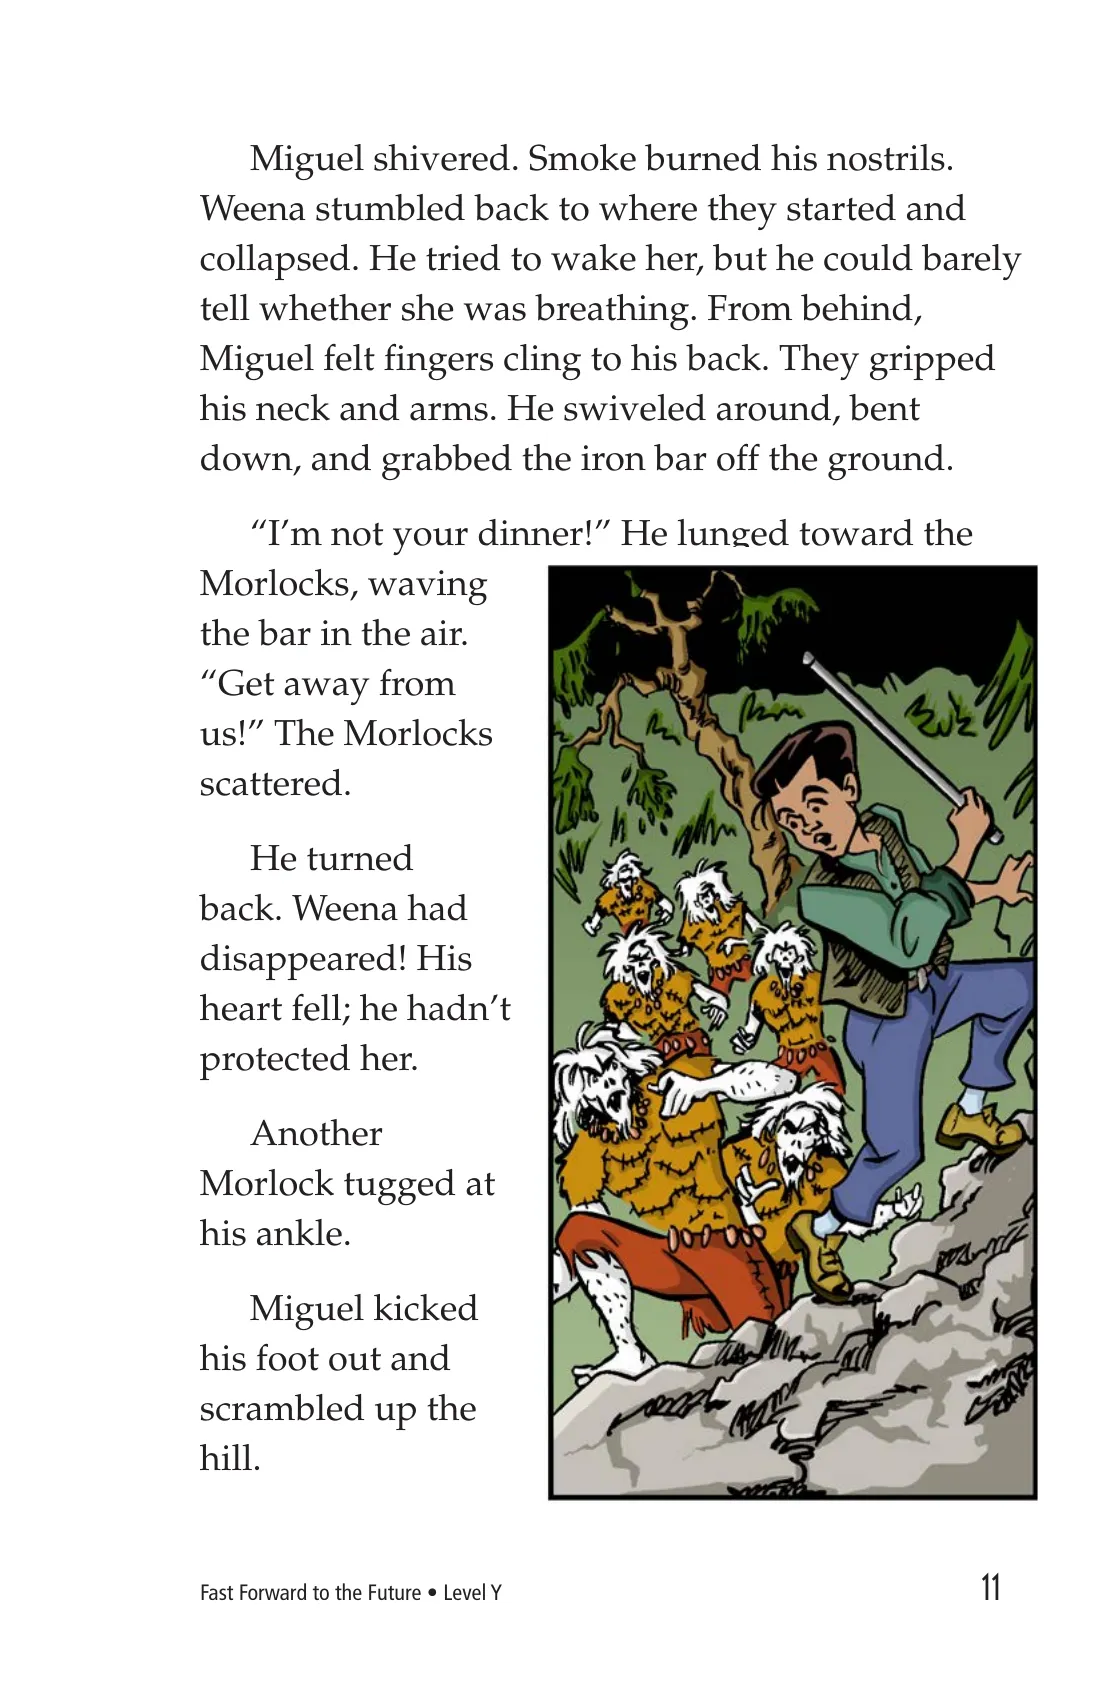 Miguel shivered. Smoke burned his nostrils.
Weena stumbled back to where they started and
collapsed. He tried to wake her, but he could barely
tell whether she was breathing. From behind,
Miguel felt fingers cling to his back. They gripped
his neck and arms. He swiveled around, bent
down, and grabbed the iron bar off the ground.
“I’m not your dinner!” He lunged toward the
Morlocks, waving
the bar in the air.
“Get away from
us!” The Morlocks
scattered.
He turned
back. Weena had
disappeared! His
heart fell; he hadn’t
protected her.
Another
Morlock tugged at
his ankle.
Miguel kicked
his foot out and
scrambled up the
hill.
Fast Forward to the Future • Level Y
11